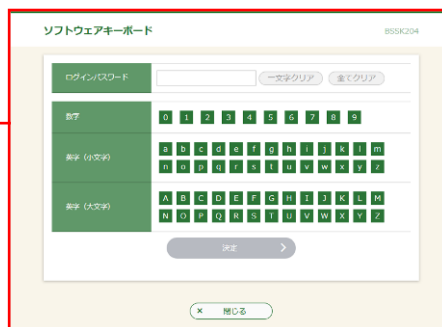 ソフトウェアキーボード BSSK204
ログインパスワード 一文字クリア 全てクリア
数字 0 1 2 3 4 5 6 7 8 9
英字（小文字） a b c d e f g h i j k l m
n o p q r s t u v w x y z
英字（大文字） A B C D E F G H I J K L M
N O P Q R S T U V W X Y Z
決定
× 閉じる